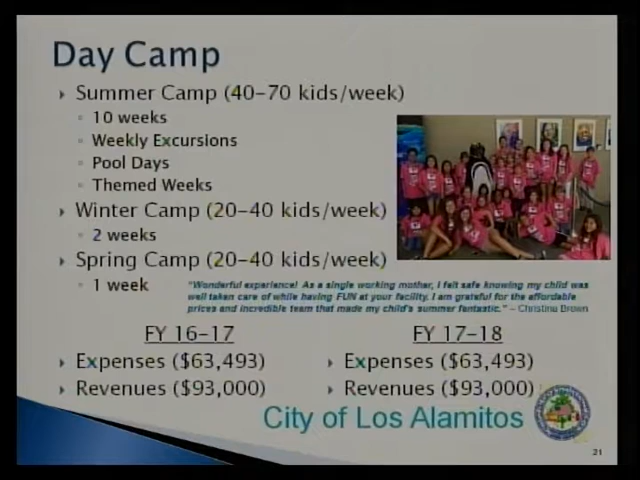 Day Camp
Summer Camp (40-70 kids/week)
10 weeks
Weekly Excursions
Pool Days
Themed Weeks
Winter Camp (20-40 kids/week)
2 weeks
Spring Camp (20-40 kids/week)
1 week
"Wonderful experience! As a single working mother, I felt safe knowing my child was
well taken care of while having FUN at your facility. I am grateful for the affordable
prices and incredible team that made my child's summer fantastic." – Christina Brown
FY 16-17
Expenses ($63,493)
Revenues ($93,000)
FY 17-18
Expenses ($63,493)
Revenues ($93,000)
City of Los Alamitos
21